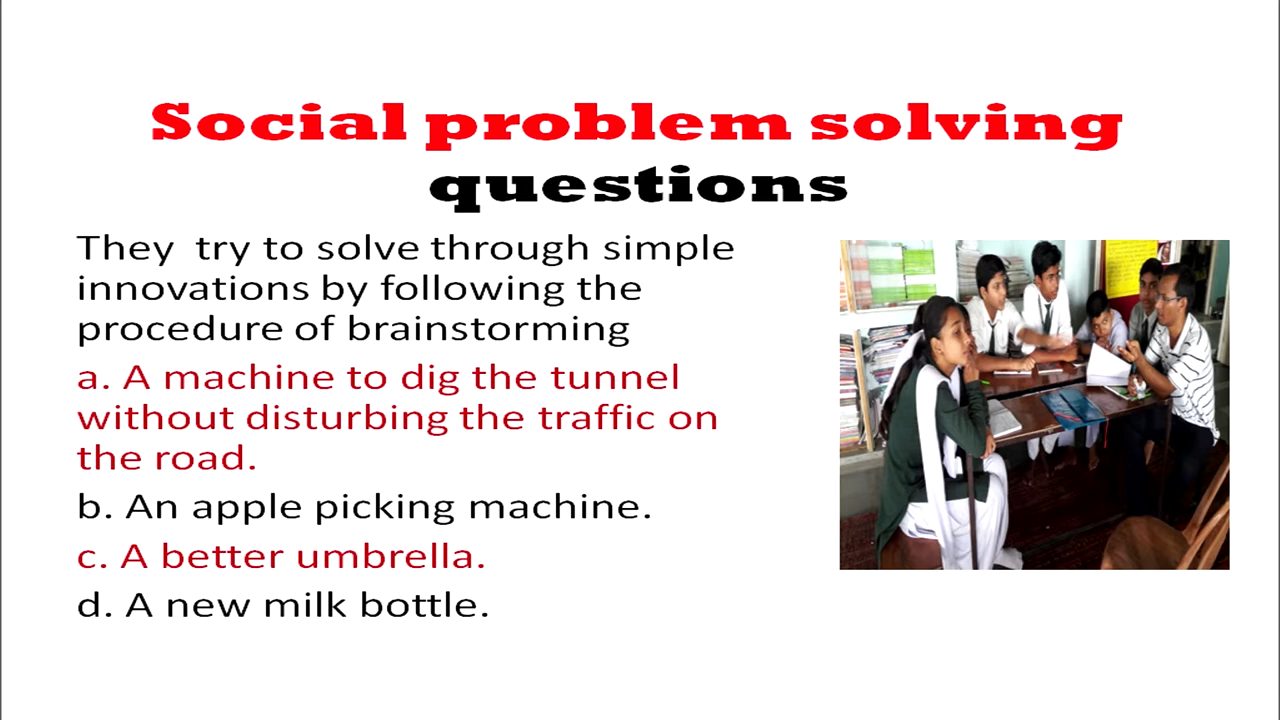 Social problem solving
questions
They  try to solve through simple
innovations by following the
procedure of brainstorming
a. A machine to dig the tunnel
without disturbing the traffic on
the road.
b. An apple picking machine.
c. A better umbrella.
d. A new milk bottle.